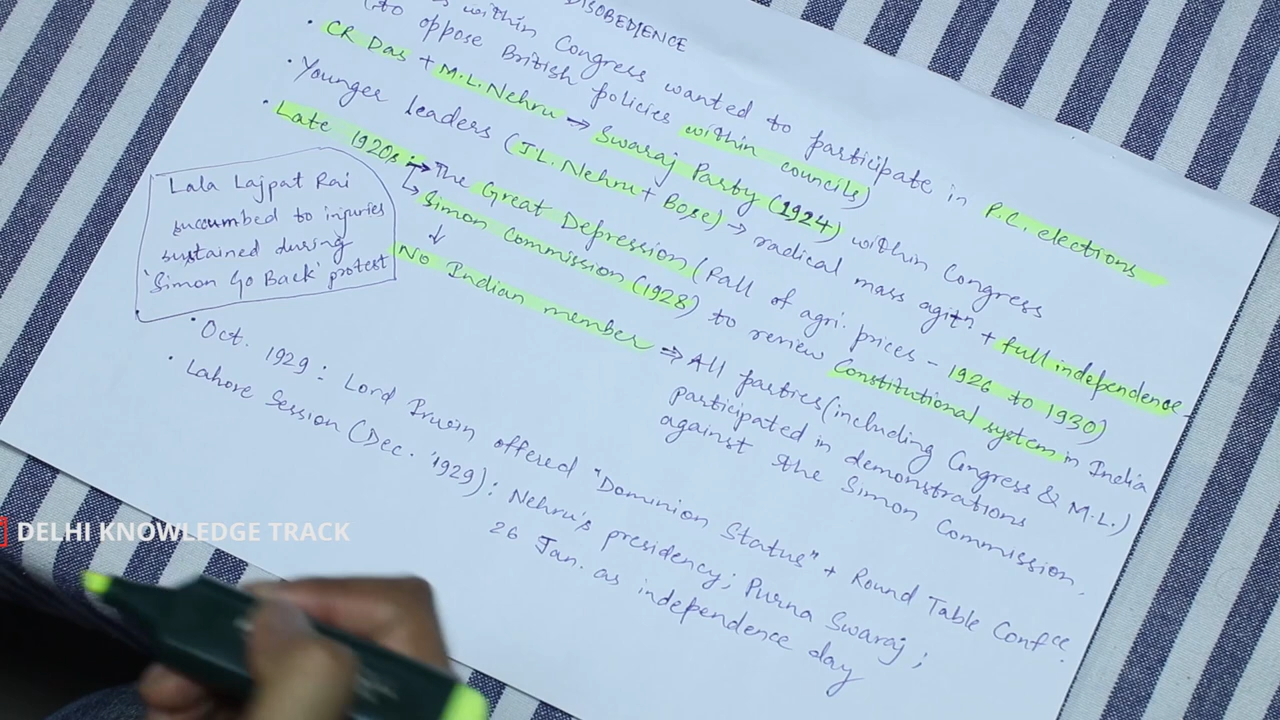 DISOBEDIENCE
within Congress wanted to participate in P.C. elections
(to oppose British policies within councils)
• CR Das + M.L. Nehru ⇒ Swaraj Party (1924) within Congress
• Younger leaders (J.L. Nehru + Bose) → radical mass agitn + full independence
• Late 1920s → The Great Depression (Fall of agri. prices - 1926 to 1930)
↳ Simon Commission (1928) to review Constitutional system in India
↓
No Indian member ⇒ All parties (including Congress & M.L.)
participated in demonstrations
against the Simon Commission.
Lala Lajpat Rai
succumbed to injuries
sustained during
'Simon Go Back' protest
• Oct. 1929 : Lord Irwin offered "Dominion Status" + Round Table Confce.
• Lahore Session (Dec. '1929) : Nehru's presidency; Purna Swaraj;
26 Jan. as independence day
DELHI KNOWLEDGE TRACK